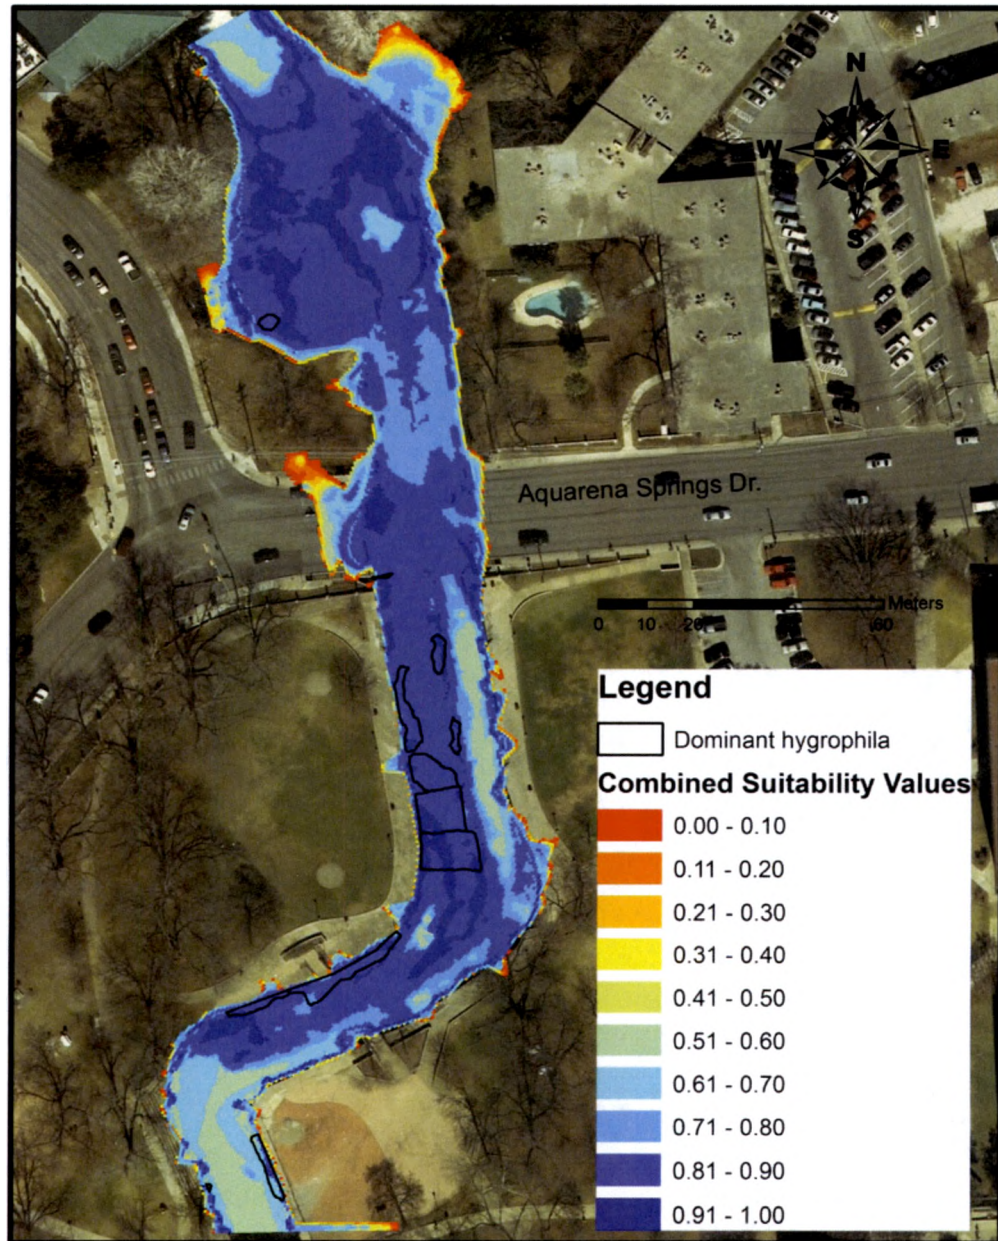 N
W E
S
Aquarena Springs Dr.
Meters
0 10 20 60
Legend
Dominant hygrophila
Combined Suitability Values
0.00 - 0.10
0.11 - 0.20
0.21 - 0.30
0.31 - 0.40
0.41 - 0.50
0.51 - 0.60
0.61 - 0.70
0.71 - 0.80
0.81 - 0.90
0.91 - 1.00